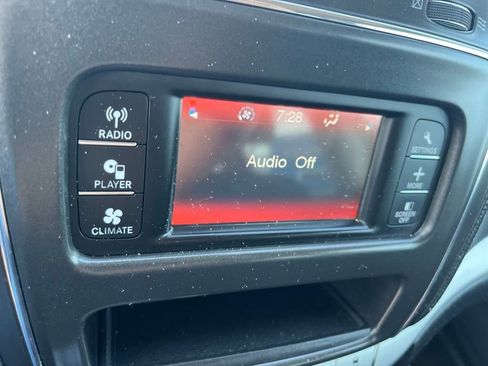 7:28
Audio Off
RADIO
PLAYER
CLIMATE
SETTINGS
MORE
SCREEN
OFF